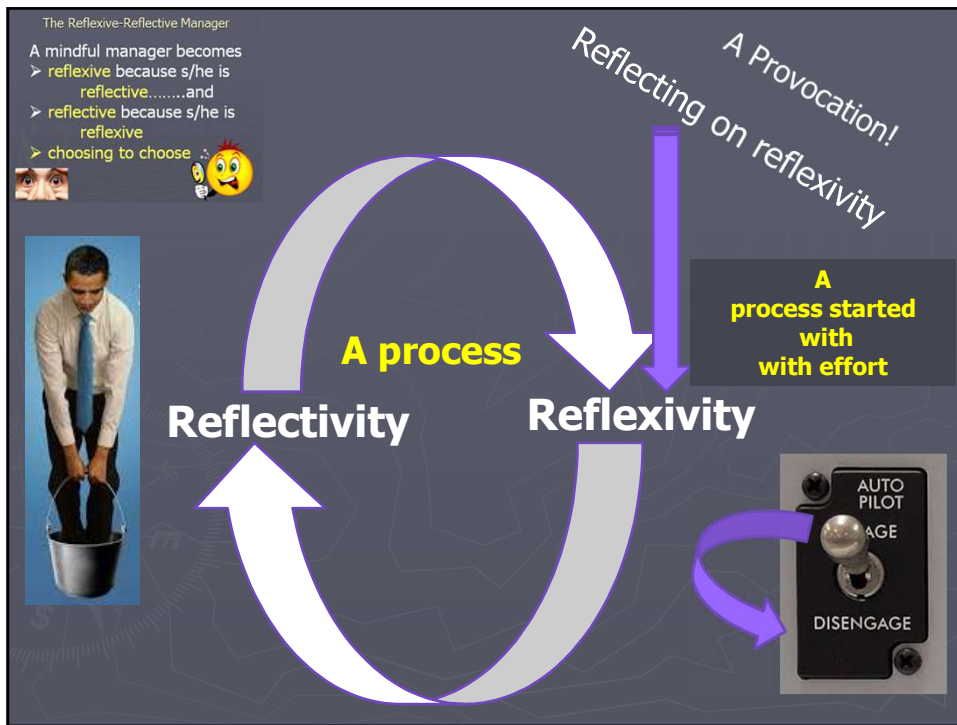 The Reflexive-Reflective Manager
A mindful manager becomes
➢ reflexive because s/he is
reflective........and
➢ reflective because s/he is
reflexive
➢ choosing to choose
A Provocation!
Reflecting on reflexivity
A
process started
with
with effort
A process
Reflectivity
Reflexivity
AUTO
PILOT
AGE
DISENGAGE